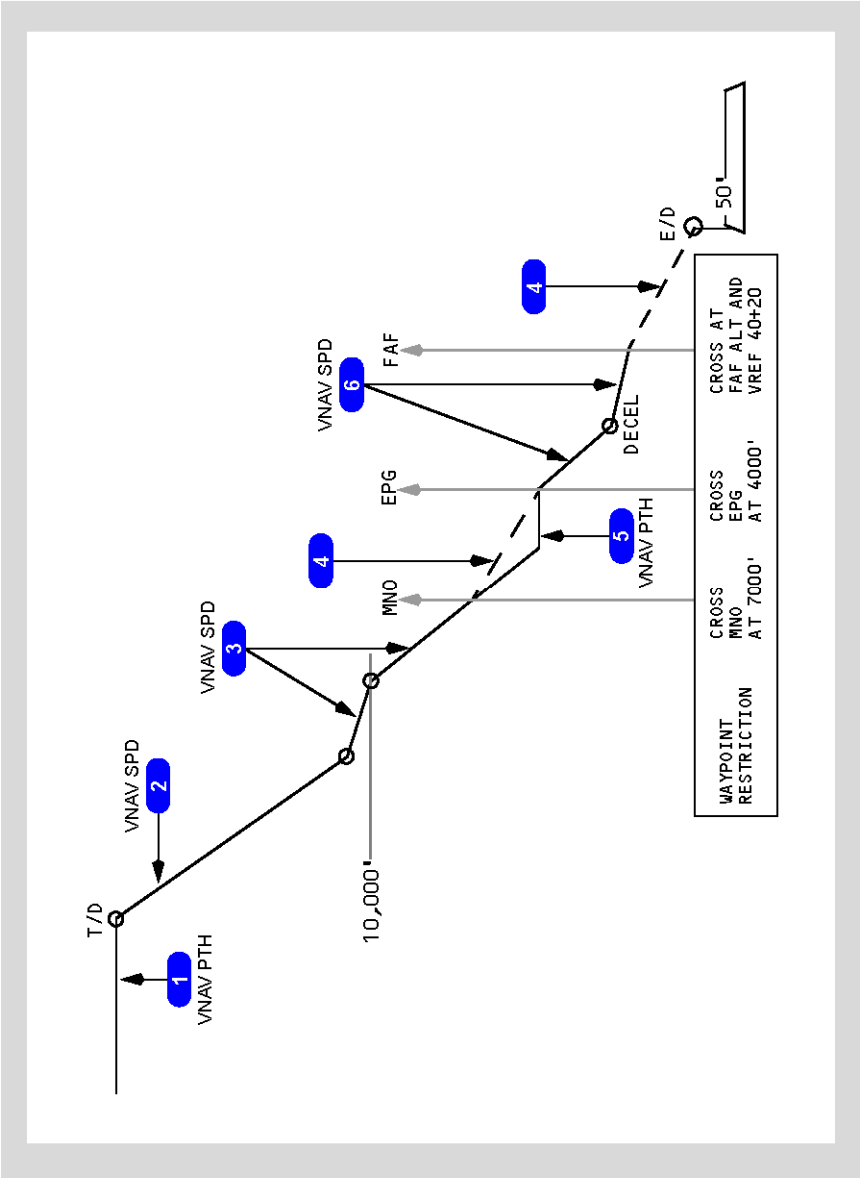 T/D
1
VNAV PTH
VNAV SPD
2
VNAV SPD
3
10,000'
4
MNO
EPG
5
VNAV PTH
VNAV SPD
6
FAF
DECEL
4
E/D
50'
WAYPOINT
RESTRICTION
CROSS
MNO
AT 7000'
CROSS
EPG
AT 4000'
CROSS AT
FAF ALT AND
VREF 40+20